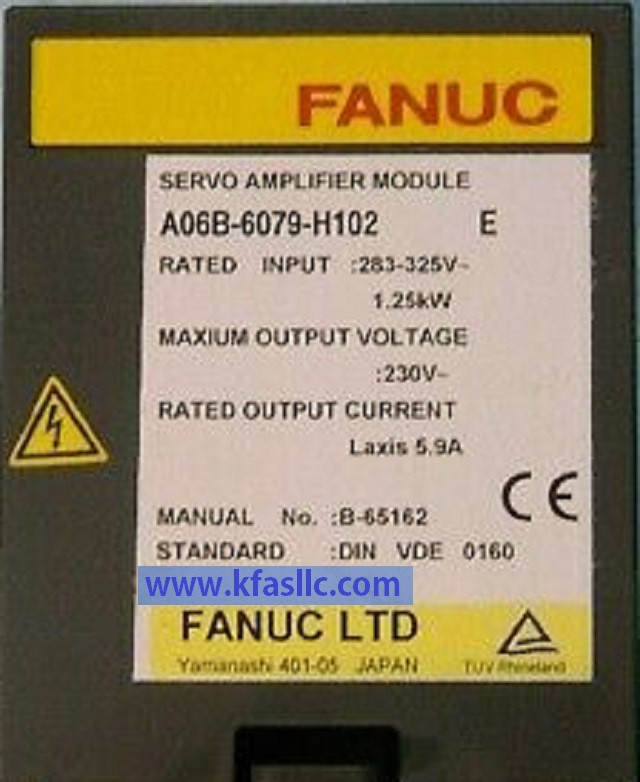 FANUC
SERVO AMPLIFIER MODULE
A06B-6079-H102 E
RATED INPUT :283-325V~
1.25kW
MAXIUM OUTPUT VOLTAGE
:230V~
RATED OUTPUT CURRENT
Laxis 5.9A
CE
MANUAL No. :B-65162
STANDARD :DIN VDE 0160
www.kfasllc.com
FANUC LTD
Yamanashi 401-05 JAPAN
TUV Rheinland